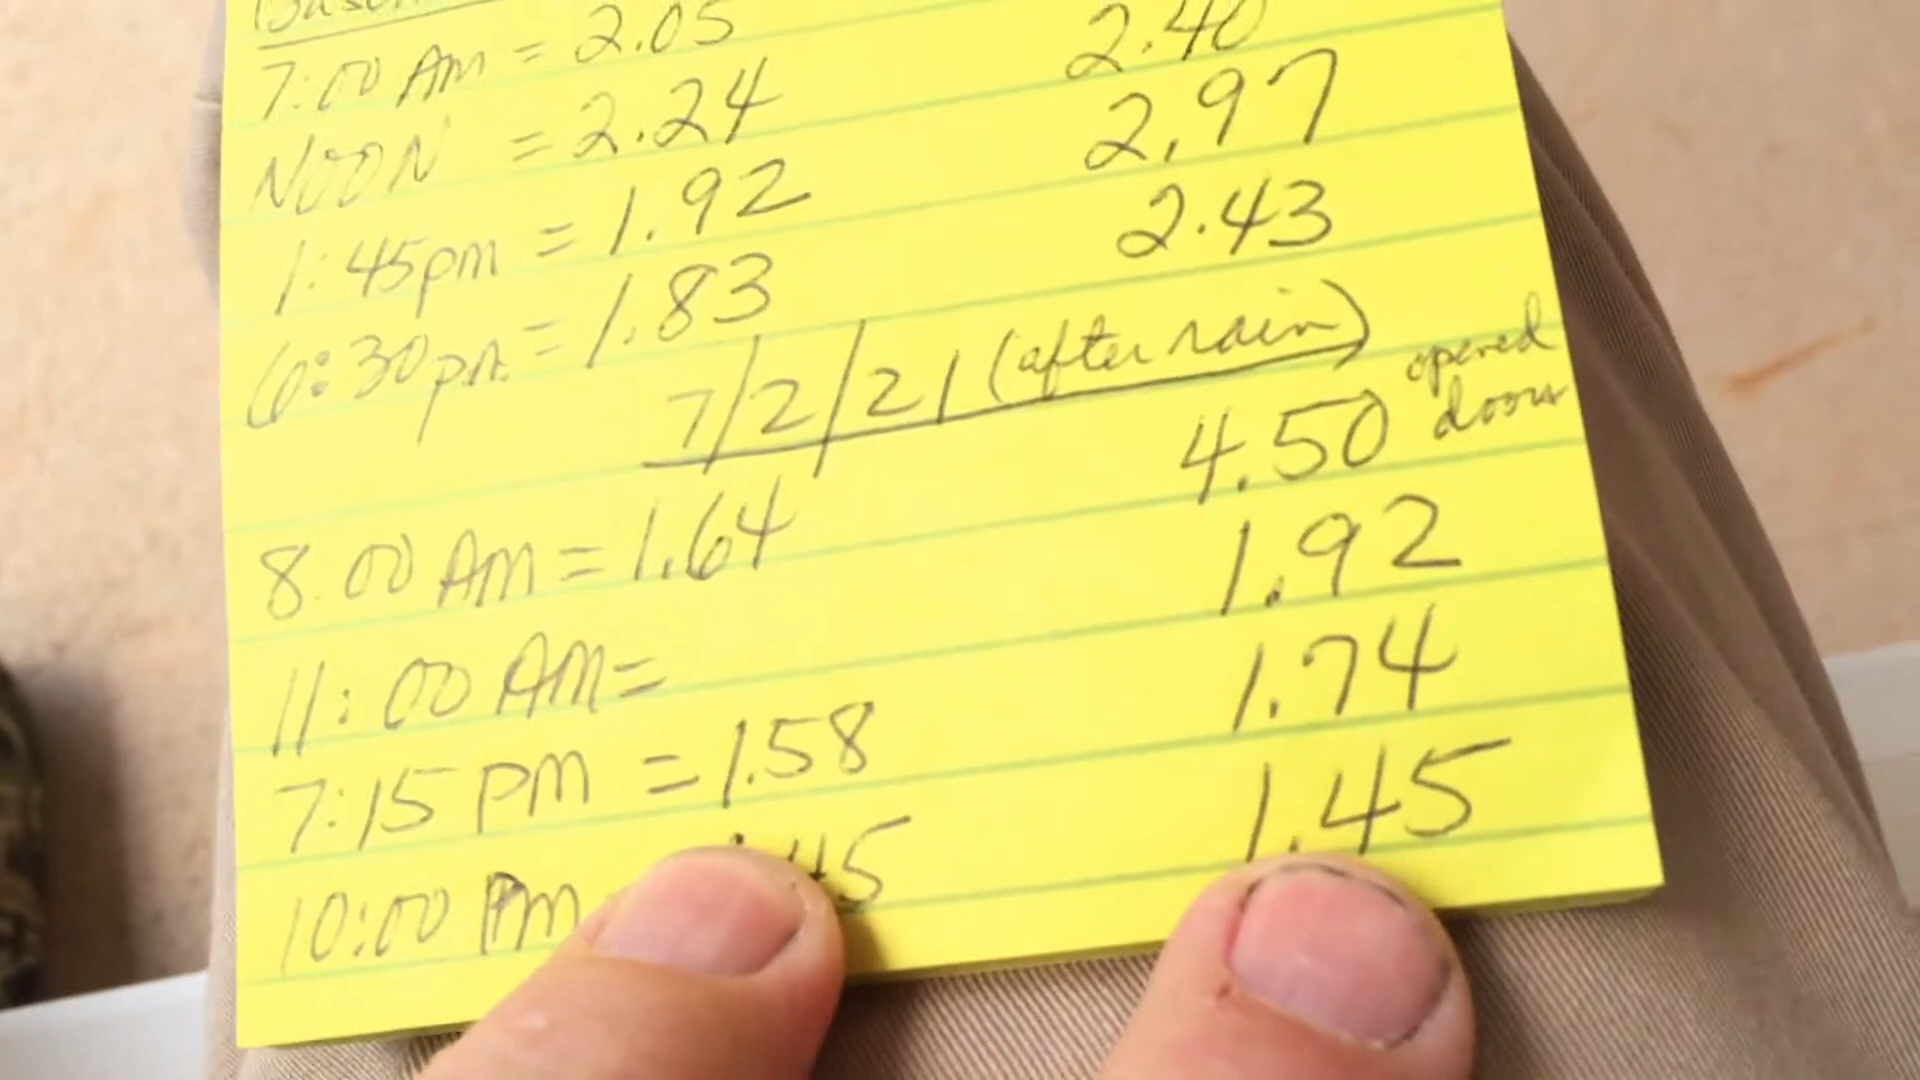 7:00 AM = 2.05 2.40
NOON = 2.24 2.97
1:45pm = 1.92 2.43
6:30pm = 1.83
7/2/21 (after rain)
8:00 AM = 1.64 4.50 opened doors
11:00 AM = 1.92
7:15 pm = 1.58 1.74
10:00 Pm 45 1.45